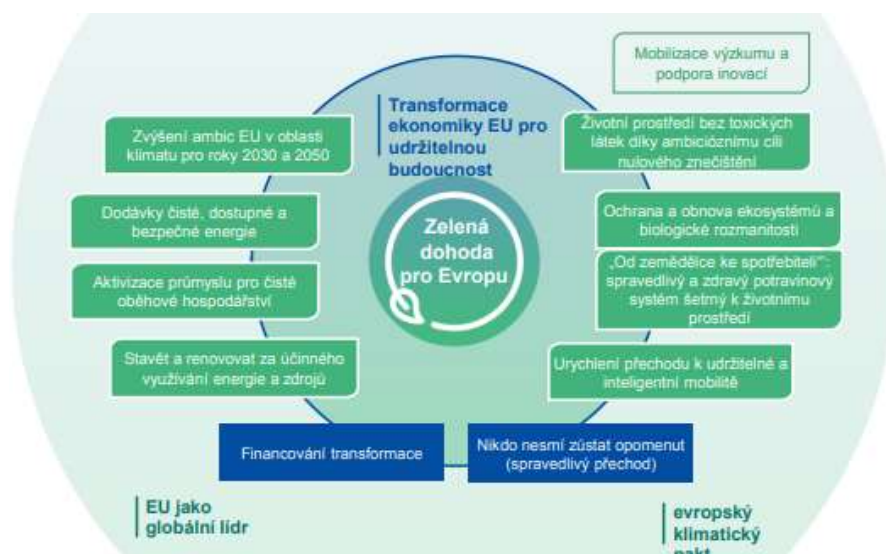 Mobilizace výzkumu a
podpora inovací
Transformace
ekonomiky EU pro
udržitelnou
budoucnost
Zvýšení ambic EU v oblasti
klimatu pro roky 2030 a 2050
Životní prostředí bez toxických
látek díky ambicióznímu cíli
nulového znečištění
Dodávky čisté, dostupné a
bezpečné energie
Ochrana a obnova ekosystémů a
biologické rozmanitosti
Zelená
dohoda
pro Evropu
Aktivizace průmyslu pro čisté
oběhové hospodářství
„Od zemědělce ke spotřebiteli“:
spravedlivý a zdravý potravinový
systém šetrný k životnímu
prostředí
Stavět a renovovat za účinného
využívání energie a zdrojů
Urychlení přechodu k udržitelné a
inteligentní mobilitě
Financování transformace
Nikdo nesmí zůstat opomenut
(spravedlivý přechod)
EU jako
globální lídr
evropský
klimatický
pakt